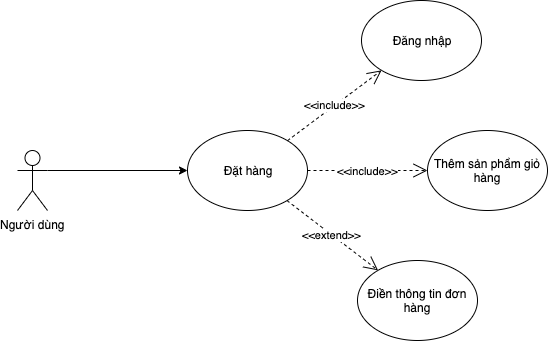 Đăng nhập
<<include>>
Đặt hàng
<<include>>
Thêm sản phẩm giỏ
hàng
Người dùng
<<extend>>
Điền thông tin đơn
hàng